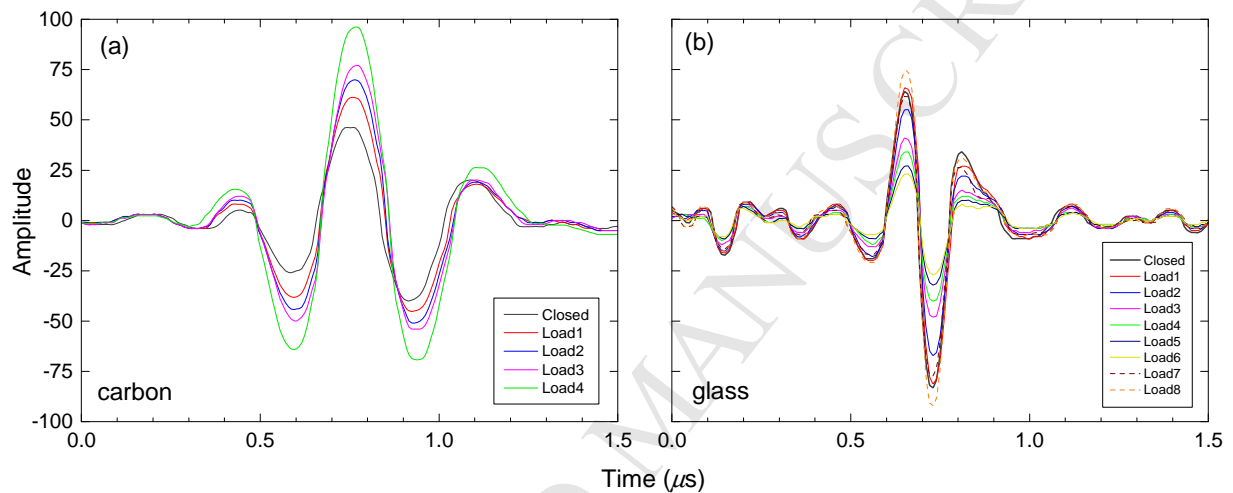 (a)
(b)
100
75
50
25
0
-25
-50
-75
-100
Amplitude
Closed
Load1
Load2
Load3
Load4
carbon
Closed
Load1
Load2
Load3
Load4
Load5
Load6
Load7
Load8
glass
0.0
0.5
1.0
1.5
0.0
0.5
1.0
1.5
Time (μs)
MANUSCR